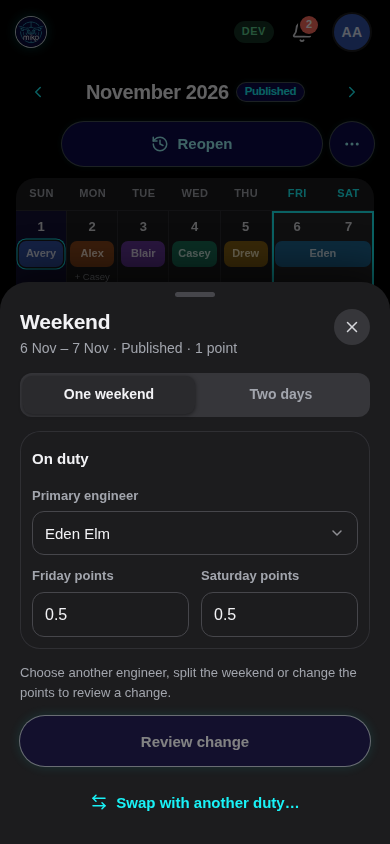 miko
DEV
2
AA
November 2026
Published
Reopen
SUN MON TUE WED THU FRI SAT
1 2 3 4 5 6 7
Avery Alex Blair Casey Drew Eden
+ Casey
Weekend
6 Nov – 7 Nov · Published · 1 point
One weekend Two days
On duty
Primary engineer
Eden Elm
Friday points Saturday points
0.5 0.5
Choose another engineer, split the weekend or change the
points to review a change.
Review change
Swap with another duty…